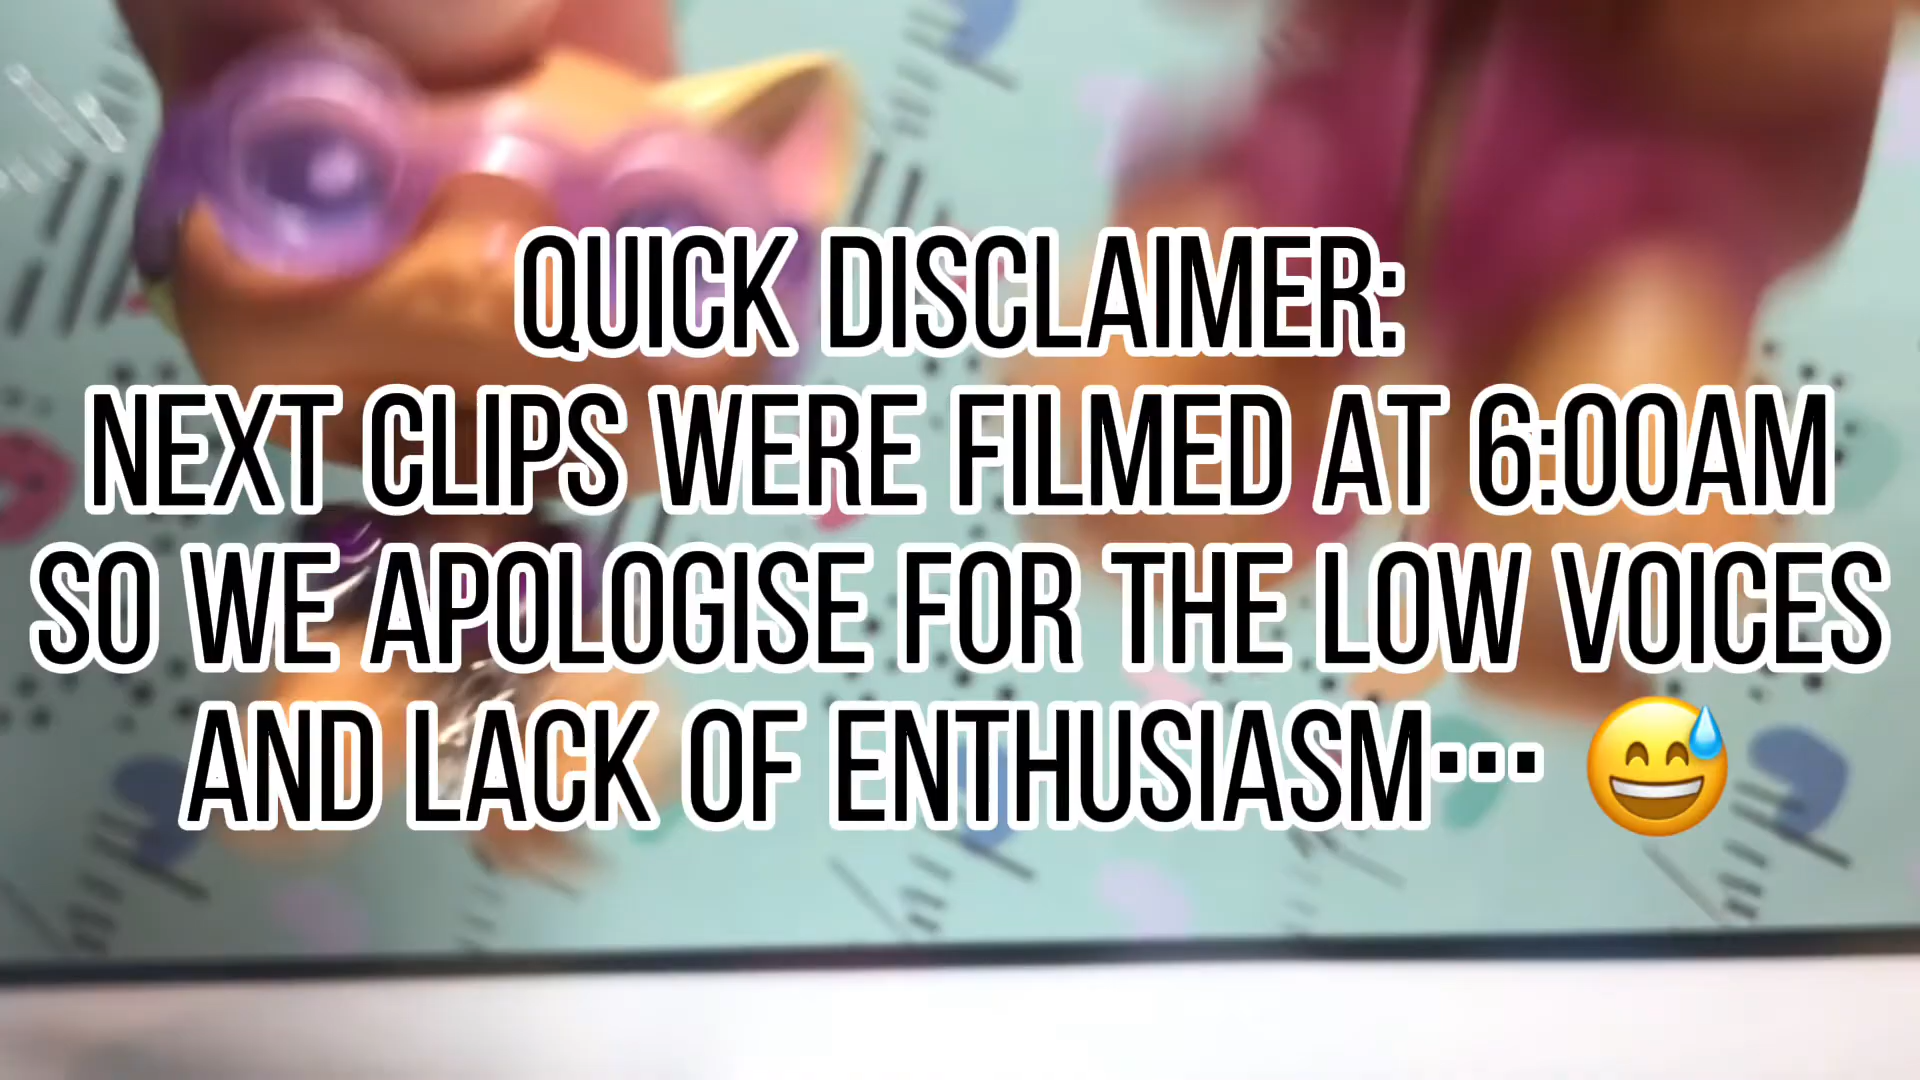 QUICK DISCLAIMER:
NEXT CLIPS WERE FILMED AT 6:00AM
SO WE APOLOGISE FOR THE LOW VOICES
AND LACK OF ENTHUSIASM... 😅